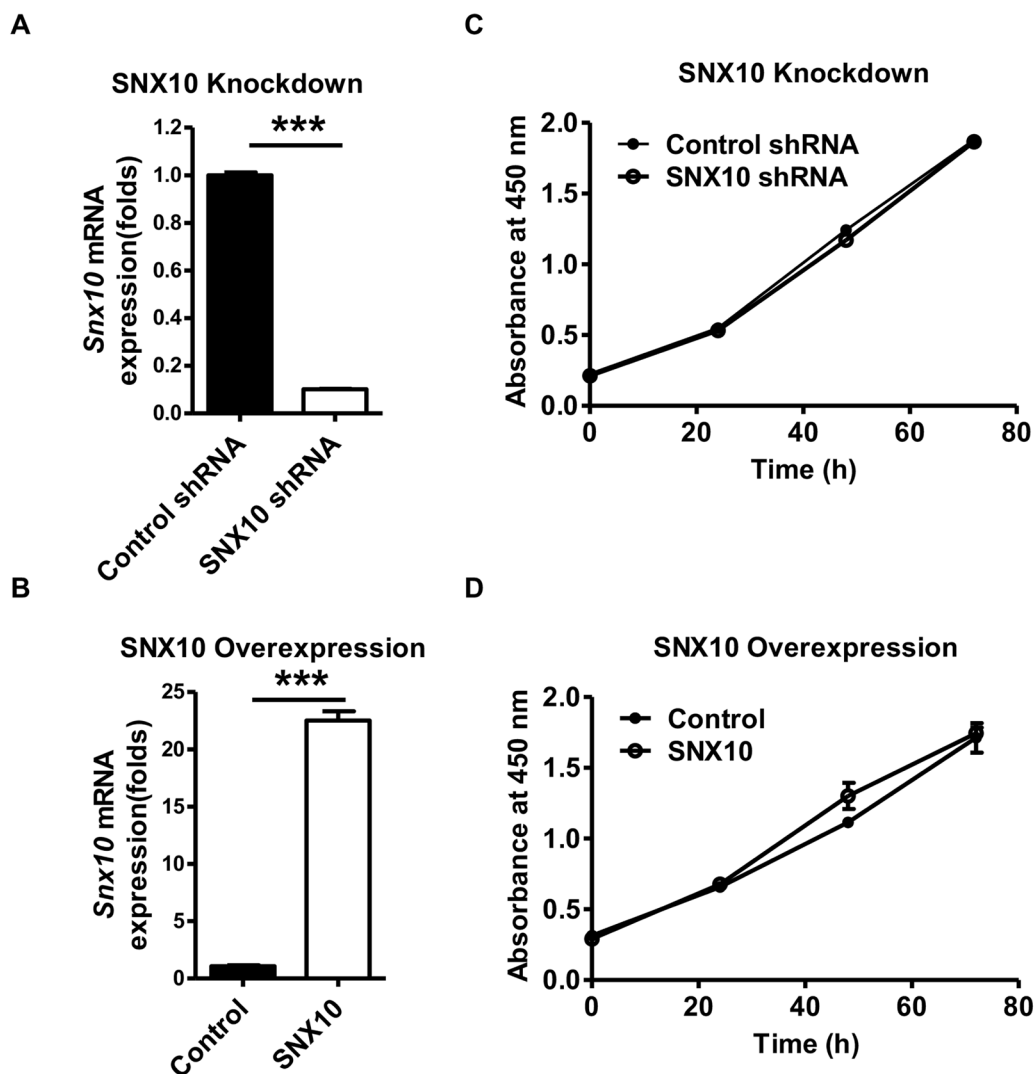 A
SNX10 Knockdown
***
1.2
1.0
0.8
0.6
0.4
0.2
0.0
Snx10 mRNA
expression(folds)
Control shRNA
SNX10 shRNA
C
SNX10 Knockdown
Control shRNA
SNX10 shRNA
2.0
1.5
1.0
0.5
0.0
Absorbance at 450 nm
0 20 40 60 80
Time (h)
B
SNX10 Overexpression
***
25
20
15
10
5
0
Snx10 mRNA
expression(folds)
Control
SNX10
D
SNX10 Overexpression
Control
SNX10
2.0
1.5
1.0
0.5
0.0
Absorbance at 450 nm
0 20 40 60 80
Time (h)